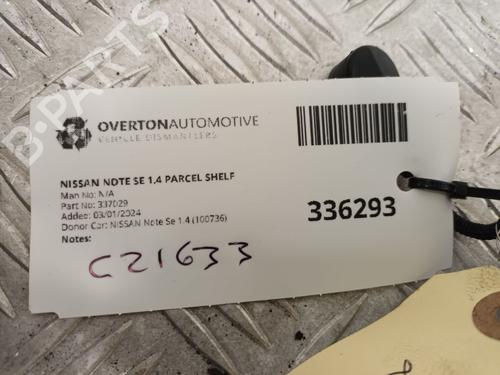 B-PARTS
OVERTONAUTOMOTIVE
VEHICLE DISMANTLERS
NISSAN NOTE SE 1.4 PARCEL SHELF
Man No: N/A
Part No: 337029
Added: 03/01/2024
Donor Car: NISSAN Note Se 1.4 (100736)
Notes:
C21633
336293